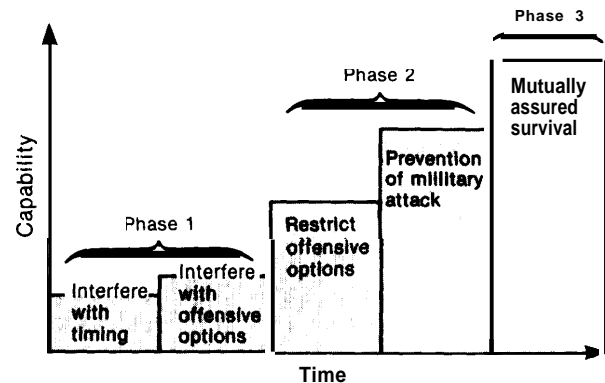 Phase 3
Phase 2
Phase 1
Capability
Interfere
with
timing
Interfere
with
offensive
options
Restrict
offensive
options
Prevention
of millitary
attack
Mutually
assured
survival
Time